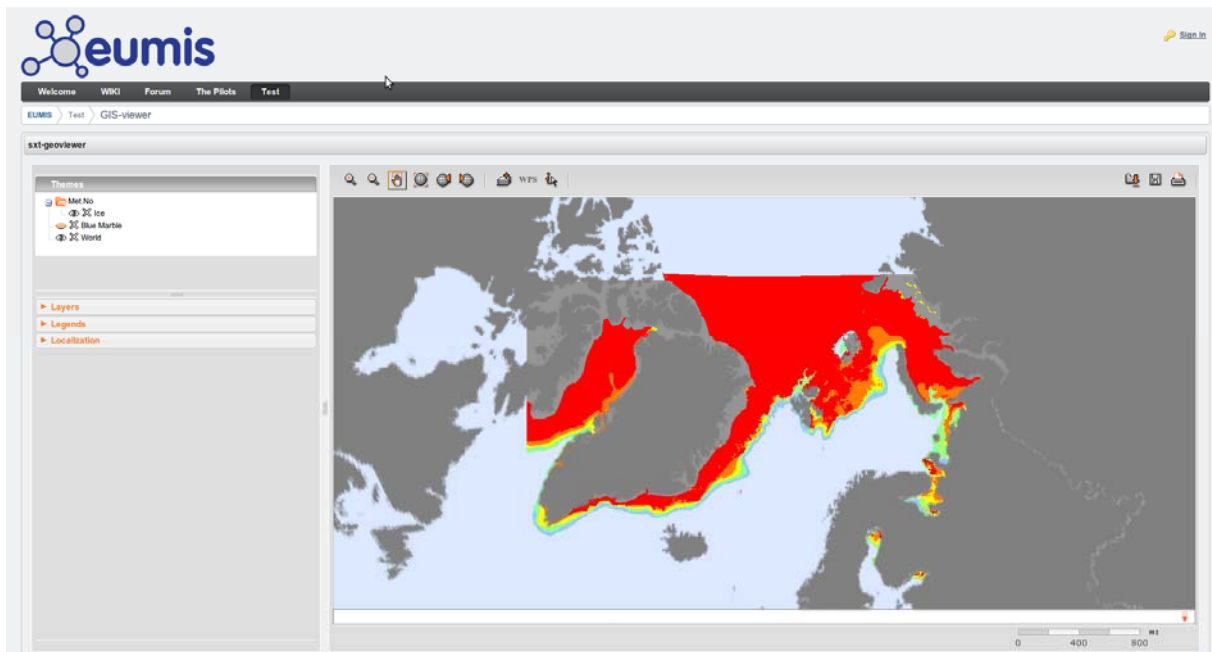 eumis
Sign In
Welcome WIKI Forum The Pilots Test
EUMIS Test GIS-viewer
sxt-geoviewer
Themes
Met.No
Ice
Blue Marble
World
Layers
Legends
Localization
WPS
0 400 800